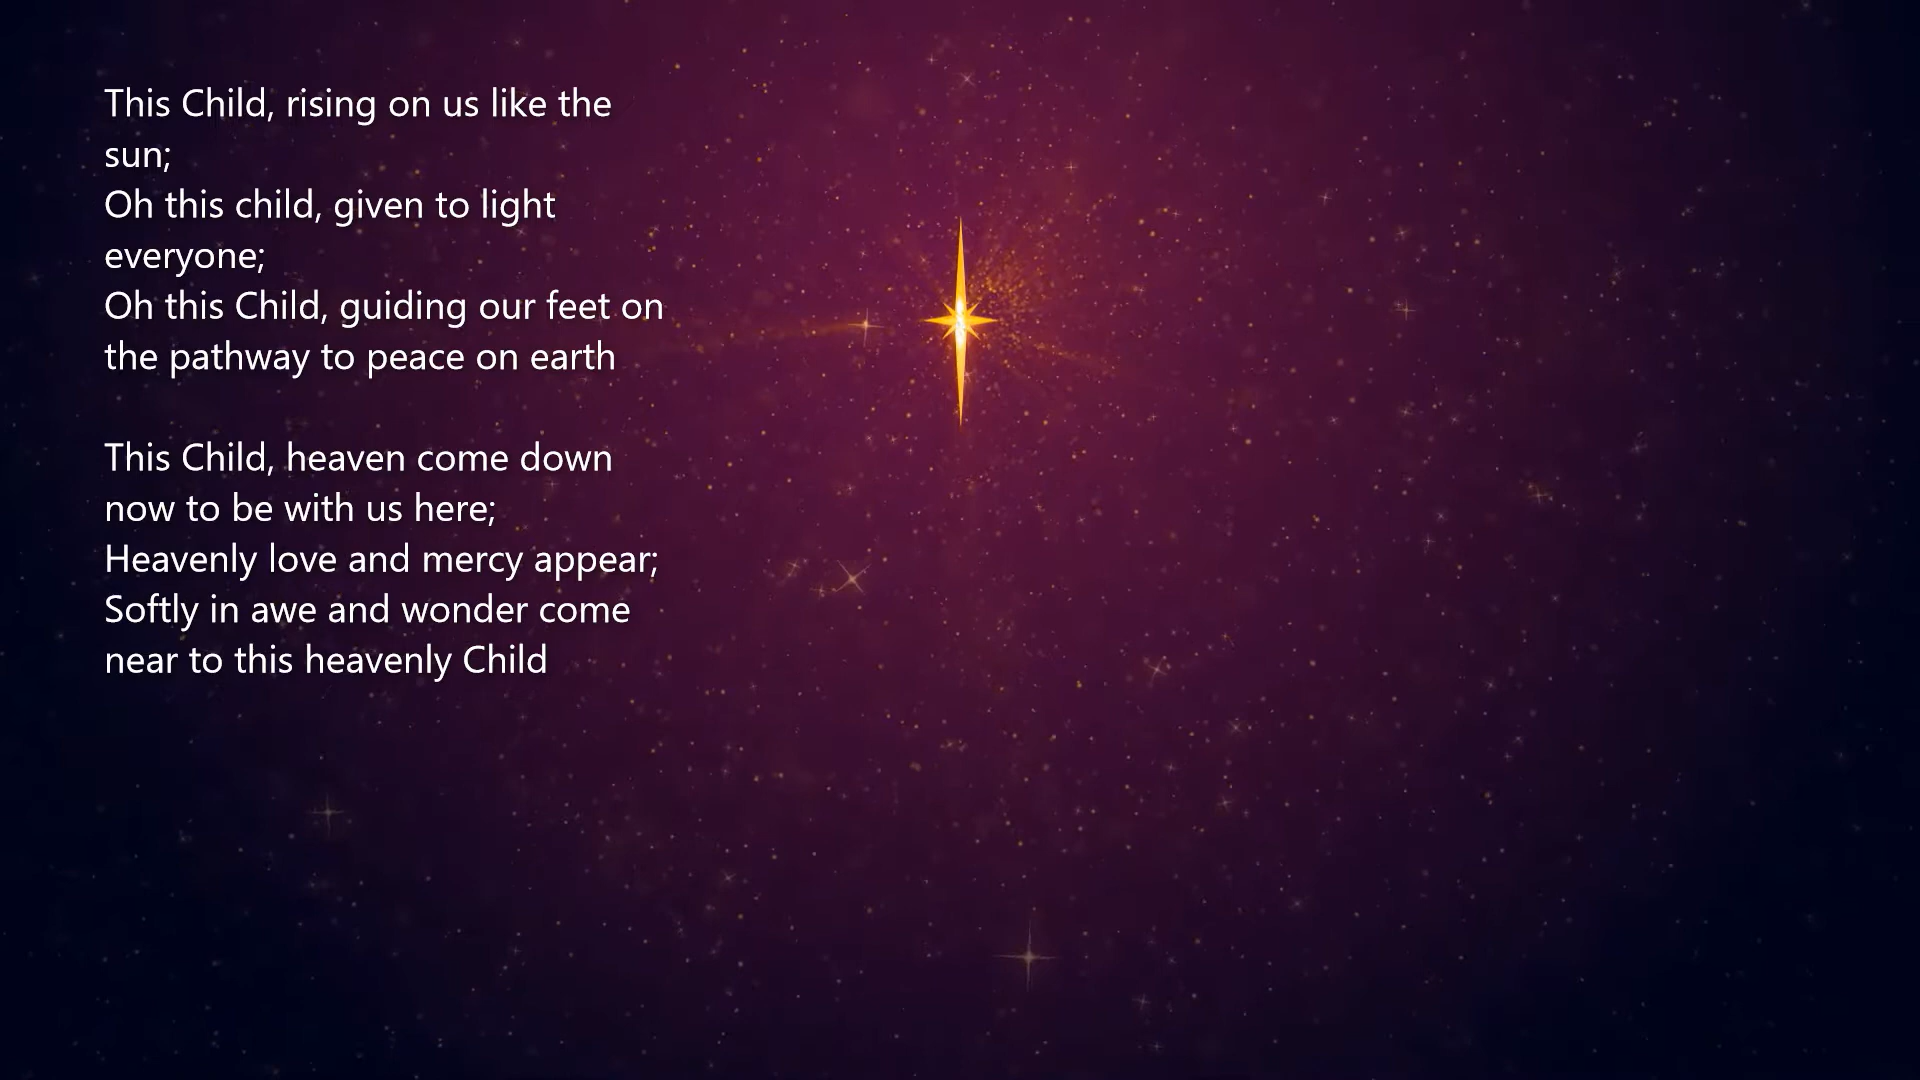 This Child, rising on us like the
sun;
Oh this child, given to light
everyone;
Oh this Child, guiding our feet on
the pathway to peace on earth
This Child, heaven come down
now to be with us here;
Heavenly love and mercy appear;
Softly in awe and wonder come
near to this heavenly Child